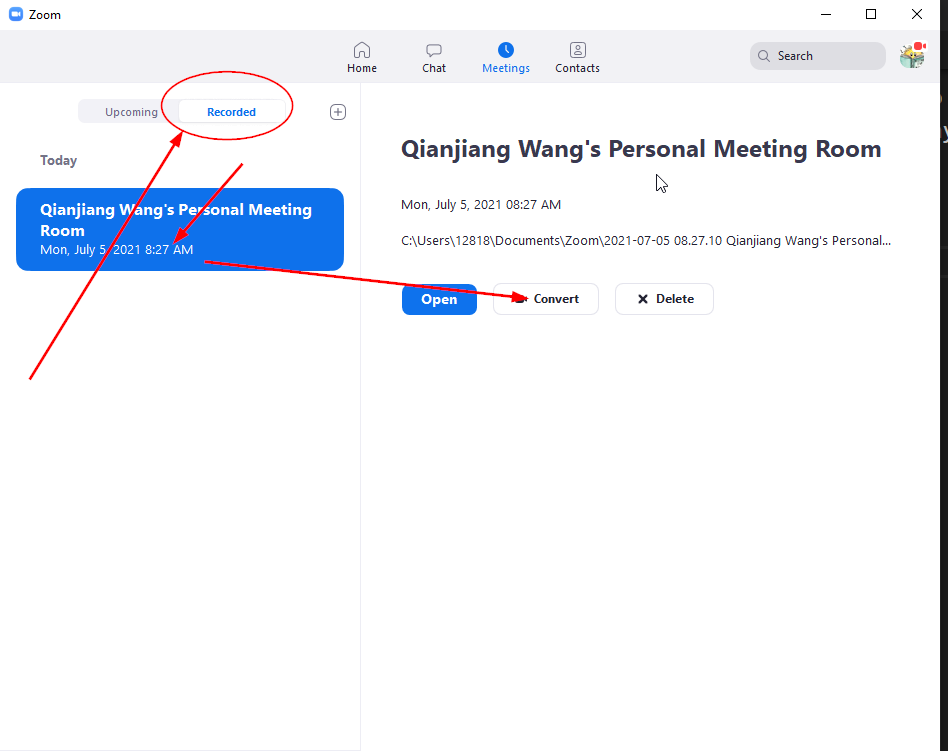 Zoom
Home
Chat
Meetings
Contacts
Search
Upcoming
Recorded
Today
Qianjiang Wang's Personal Meeting
Room
Mon, July 5, 2021 8:27 AM
Qianjiang Wang's Personal Meeting Room
Mon, July 5, 2021 08:27 AM
C:\Users\12818\Documents\Zoom\2021-07-05 08.27.10 Qianjiang Wang's Personal...
Open
Convert
Delete